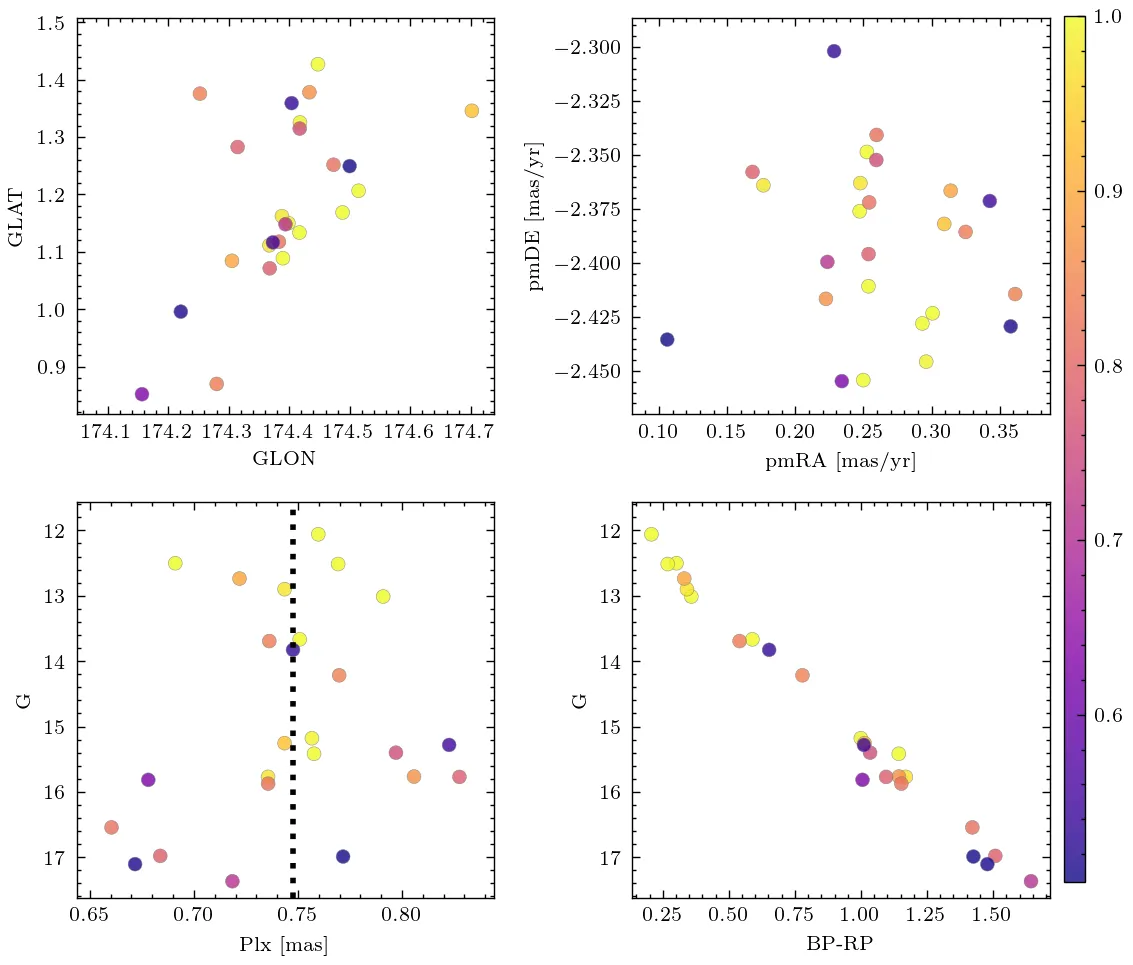 1.5
1.4
1.3
1.2
1.1
1.0
0.9
GLAT
174.1 174.2 174.3 174.4 174.5 174.6 174.7
GLON
−2.300
−2.325
−2.350
−2.375
−2.400
−2.425
−2.450
pmDE [mas/yr]
0.10 0.15 0.20 0.25 0.30 0.35
pmRA [mas/yr]
1.0
0.9
0.8
0.7
0.6
12
13
14
15
16
17
G
0.65 0.70 0.75 0.80
Plx [mas]
12
13
14
15
16
17
G
0.25 0.50 0.75 1.00 1.25 1.50
BP-RP